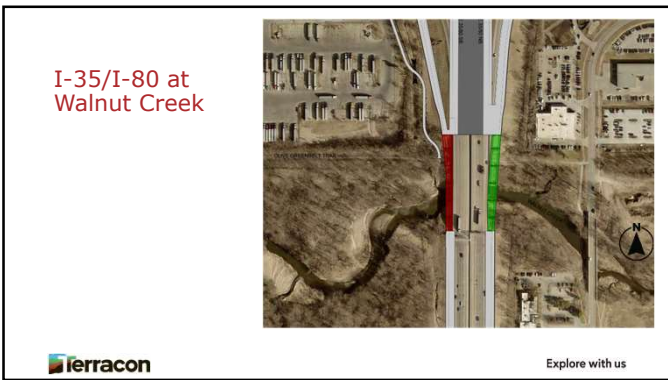 I-35/I-80 at
Walnut Creek
N
Terracon
Explore with us